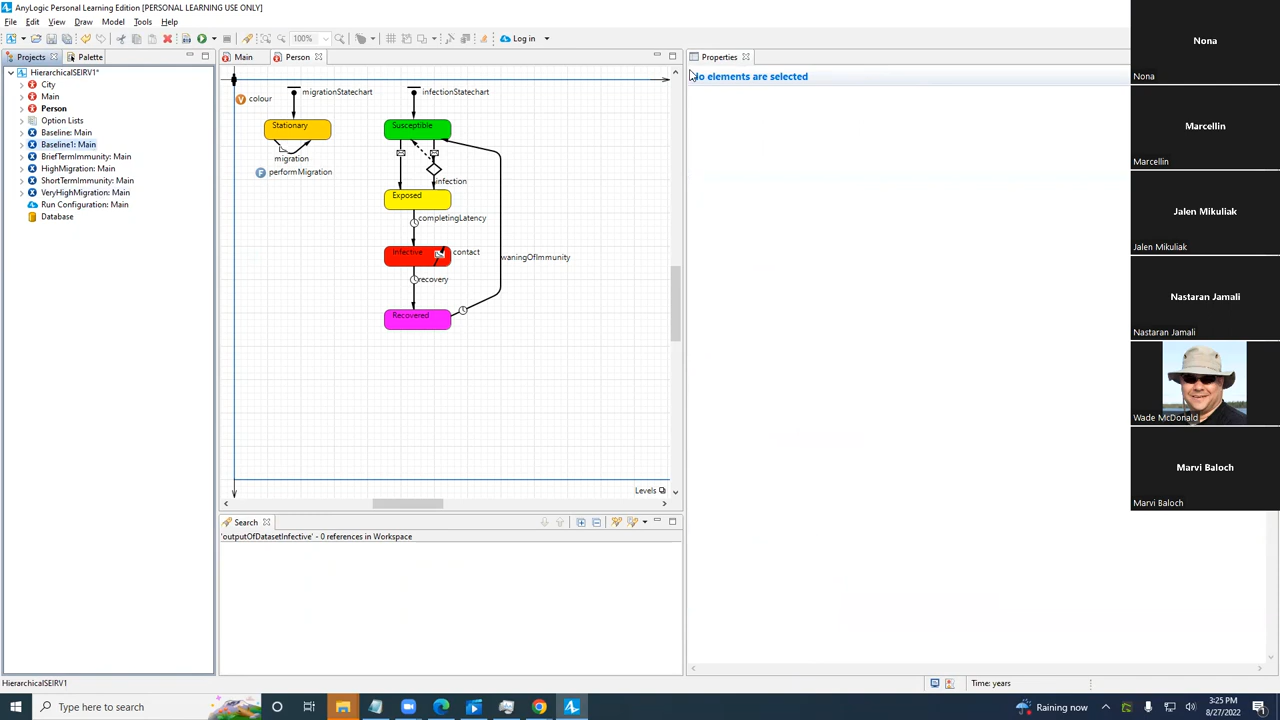 AnyLogic Personal Learning Edition [PERSONAL LEARNING USE ONLY]
File Edit View Draw Model Tools Help
100% Log in
Projects Palette
HierarchicalSEIRV1*
City
Main
Person
Option Lists
Baseline: Main
Baseline1: Main
BriefTermImmunity: Main
HighMigration: Main
ShortTermImmunity: Main
VeryHighMigration: Main
Run Configuration: Main
Database
Main Person
colour
migrationStatechart
infectionStatechart
Stationary
Susceptible
migration
performMigration
infection
Exposed
completingLatency
Infective
contact
waningOfImmunity
recovery
Recovered
Levels
Search
'outputOfDatasetInfective' - 0 references in Workspace
Properties
No elements are selected
Nona
Nona
Marcellin
Marcellin
Jalen Mikuliak
Jalen Mikuliak
Nastaran Jamali
Nastaran Jamali
Wade McDonald
Marvi Baloch
Marvi Baloch
HierarchicalSEIRV1
Time: years
Type here to search
Raining now
3:25 PM
8/27/2022